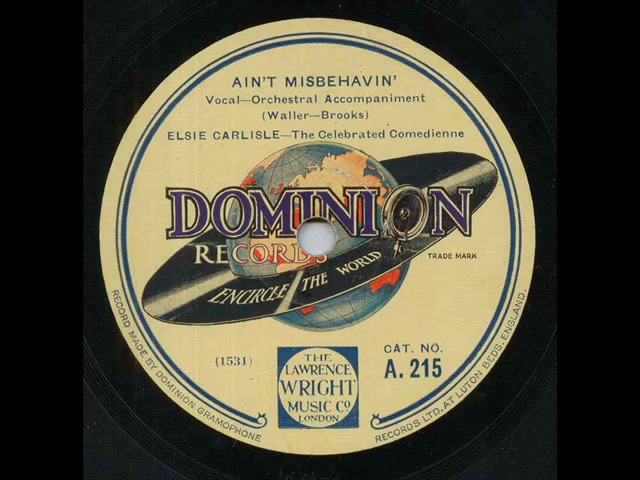 AIN'T MISBEHAVIN'
Vocal—Orchestral Accompaniment
(Waller—Brooks)
ELSIE CARLISLE—The Celebrated Comedienne
DOMINION
RECORDS
TRADE MARK
ENCIRCLE THE WORLD
(1531)
THE
LAWRENCE
WRIGHT
MUSIC Co
LONDON
CAT. NO.
A. 215
RECORD MADE BY DOMINION GRAMOPHONE
RECORDS LTD. AT LUTON BEDS. ENGLAND.